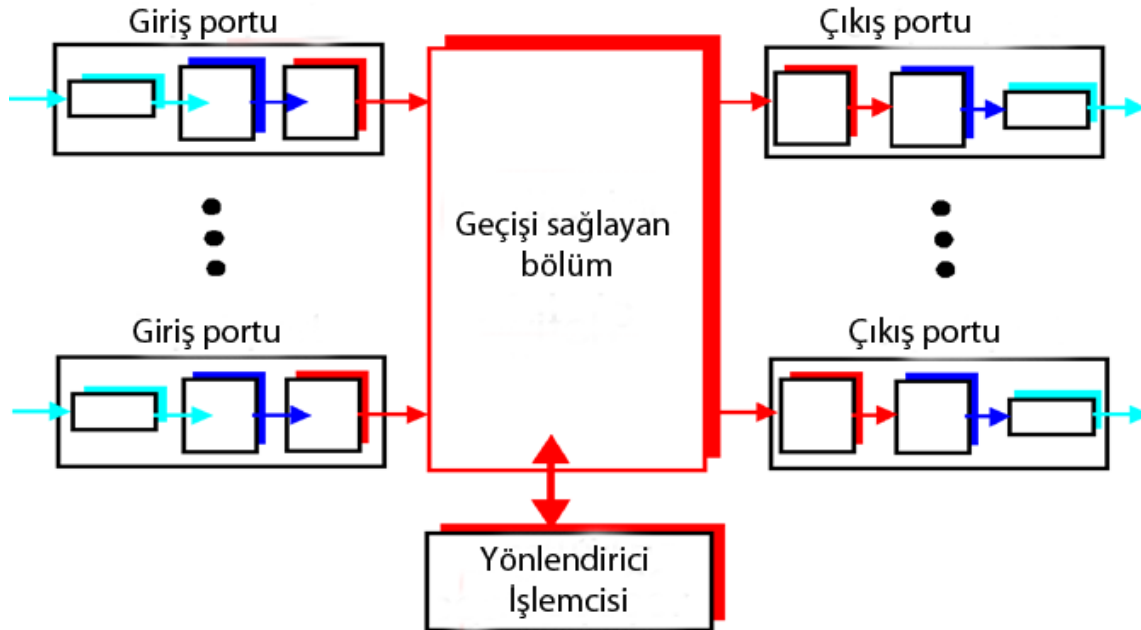 Giriş portu
Çıkış portu
Geçişi sağlayan
bölüm
Giriş portu
Çıkış portu
Yönlendirici
İşlemcisi